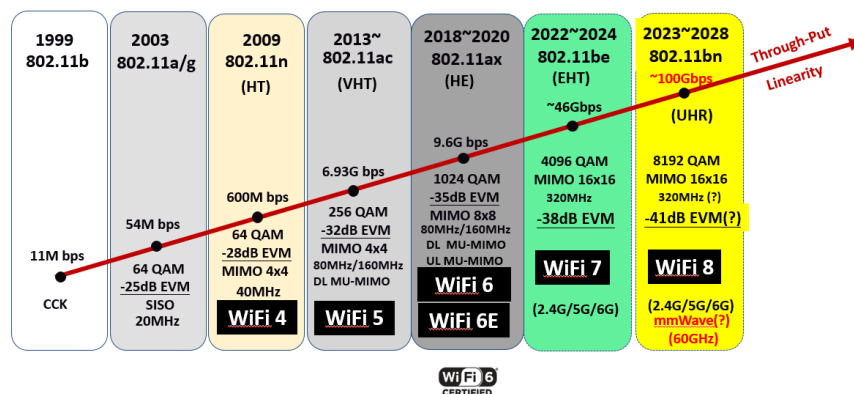 1999
802.11b
11M bps
CCK
2003
802.11a/g
54M bps
64 QAM
-25dB EVM
SISO
20MHz
2009
802.11n
(HT)
600M bps
64 QAM
-28dB EVM
MIMO 4x4
40MHz
WiFi 4
2013~
802.11ac
(VHT)
6.93G bps
256 QAM
-32dB EVM
MIMO 4x4
80MHz/160MHz
DL MU-MIMO
WiFi 5
2018~2020
802.11ax
(HE)
9.6G bps
1024 QAM
-35dB EVM
MIMO 8x8
80MHz/160MHz
DL MU-MIMO
UL MU-MIMO
WiFi 6
WiFi 6E
2022~2024
802.11be
(EHT)
~46Gbps
4096 QAM
MIMO 16x16
320MHz
-38dB EVM
WiFi 7
(2.4G/5G/6G)
2023~2028
802.11bn
~100Gbps
(UHR)
8192 QAM
MIMO 16x16
320MHz (?)
-41dB EVM(?)
WiFi 8
(2.4G/5G/6G)
mmWave(?)
(60GHz)
Through-Put
Linearity
Wi Fi 6
CERTIFIED